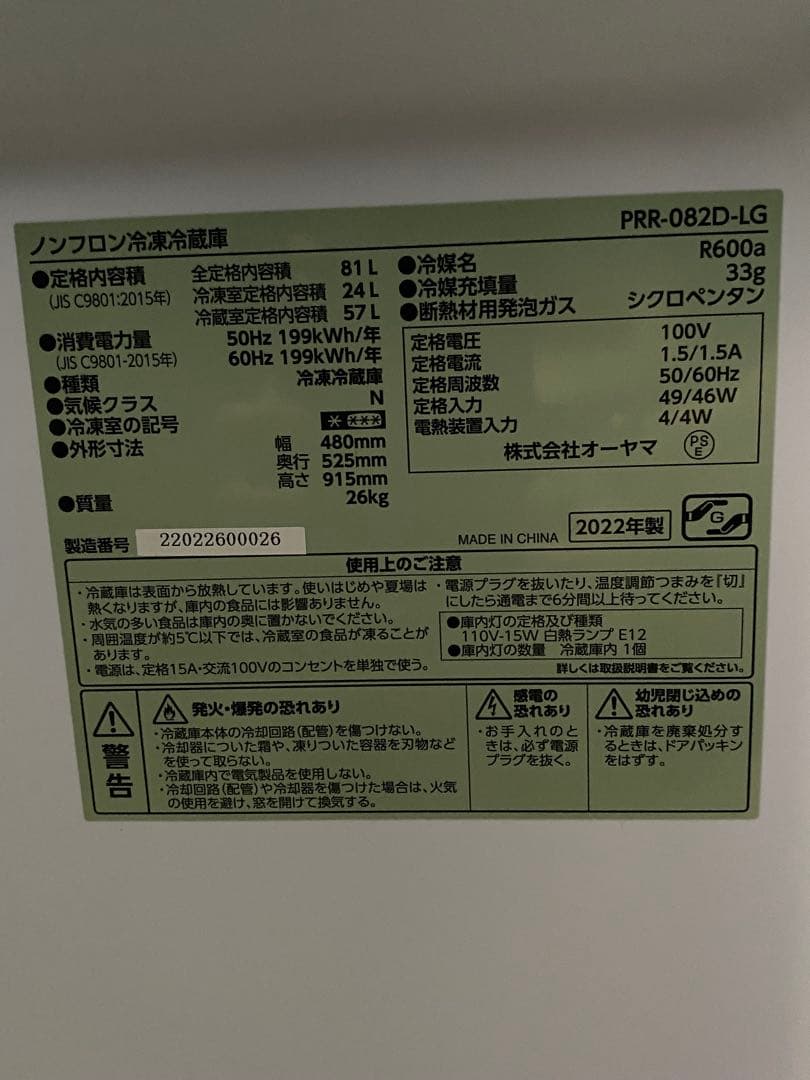 ノンフロン冷凍冷蔵庫
PRR-082D-LG
●定格内容積 全定格内容積 81 L
(JIS C9801:2015年) 冷凍室定格内容積 24 L
冷蔵室定格内容積 57 L
●消費電力量 50Hz 199kWh/年
(JIS C9801-2015年) 60Hz 199kWh/年
●種類 冷凍冷蔵庫
●気候クラス N
●冷凍室の記号 * ***
●外形寸法 幅 480mm
奥行 525mm
高さ 915mm
●質量 26kg
●冷媒名 R600a
●冷媒充填量 33g
●断熱材用発泡ガス シクロペンタン
定格電圧 100V
定格電流 1.5/1.5A
定格周波数 50/60Hz
定格入力 49/46W
電熱装置入力 4/4W
株式会社オーヤマ PSE
製造番号 22022600026
MADE IN CHINA 2022年製 G
使用上のご注意
・冷蔵庫は表面から放熱しています。使いはじめや夏場は
熱くなりますが、庫内の食品には影響ありません。
・水気の多い食品は庫内の奥に置かないでください。
・周囲温度が約5℃以下では、冷蔵室の食品が凍ることが
あります。
・電源は、定格15A・交流100Vのコンセントを単独で使う。
・電源プラグを抜いたり、温度調節つまみを『切』
にしたら通電まで6分間以上待ってください。
●庫内灯の定格及び種類
110V-15W 白熱ランプ E12
●庫内灯の数量 冷蔵庫内 1個
詳しくは取扱説明書をご覧ください。
警告
発火・爆発の恐れあり
・冷蔵庫本体の冷却回路(配管)を傷つけない。
・冷却器についた霜や、凍りついた容器を刃物など
を使って取らない。
・冷蔵庫内で電気製品を使用しない。
・冷却回路(配管)や冷却器を傷つけた場合は、火気
の使用を避け、窓を開けて換気する。
感電の
恐れあり
・お手入れのと
きは、必ず電源
プラグを抜く。
幼児閉じ込めの
恐れあり
・冷蔵庫を廃棄処分す
るときは、ドアパッキン
をはずす。